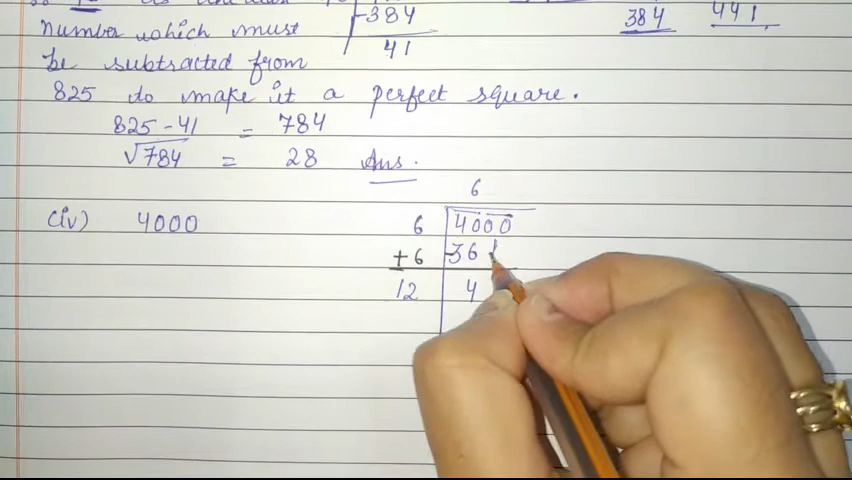 -384
384 441
number which must
41
be subtracted from
825 to make it a perfect square.
825-41 = 784
√784 = 28 Ans.
6
(iv) 4000 6 4000
+6 -36
12 4